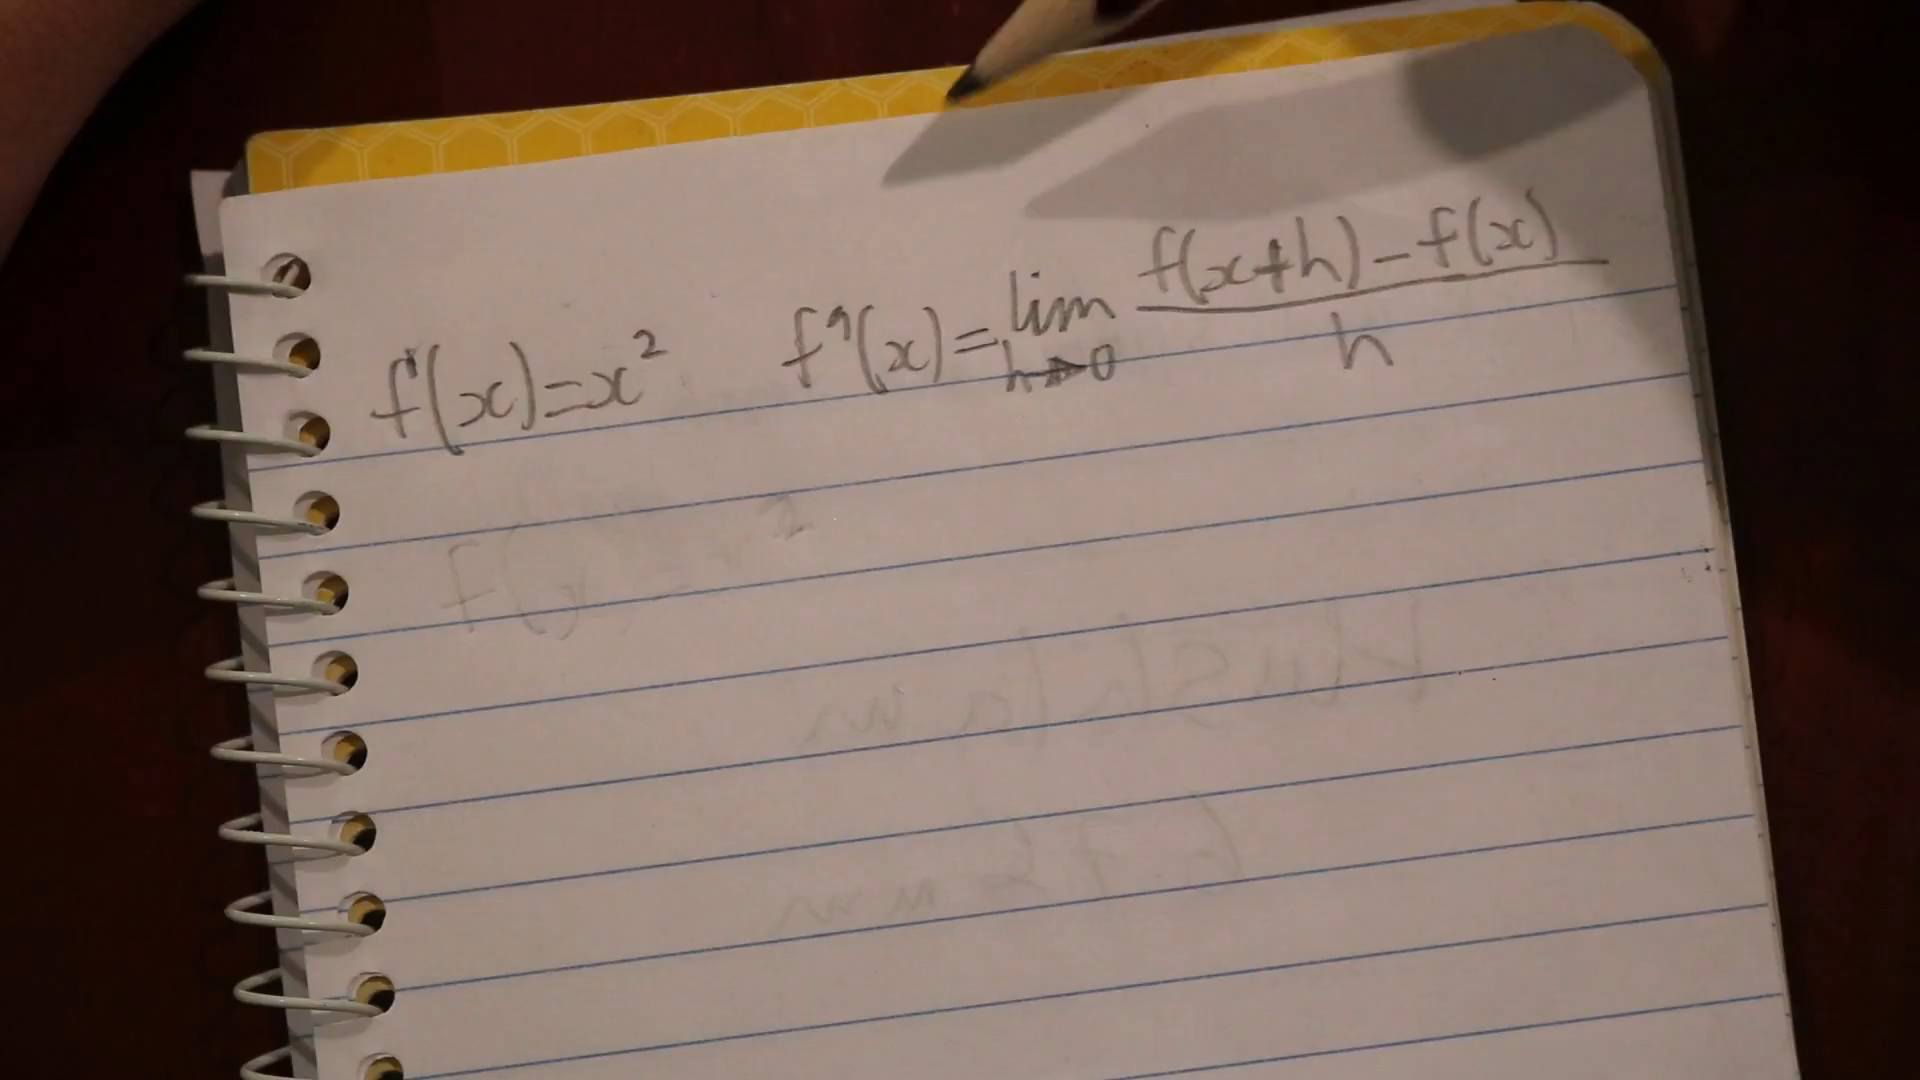 f(x)=x² f'(x)=lim h→0 f(x+h)-f(x) / h